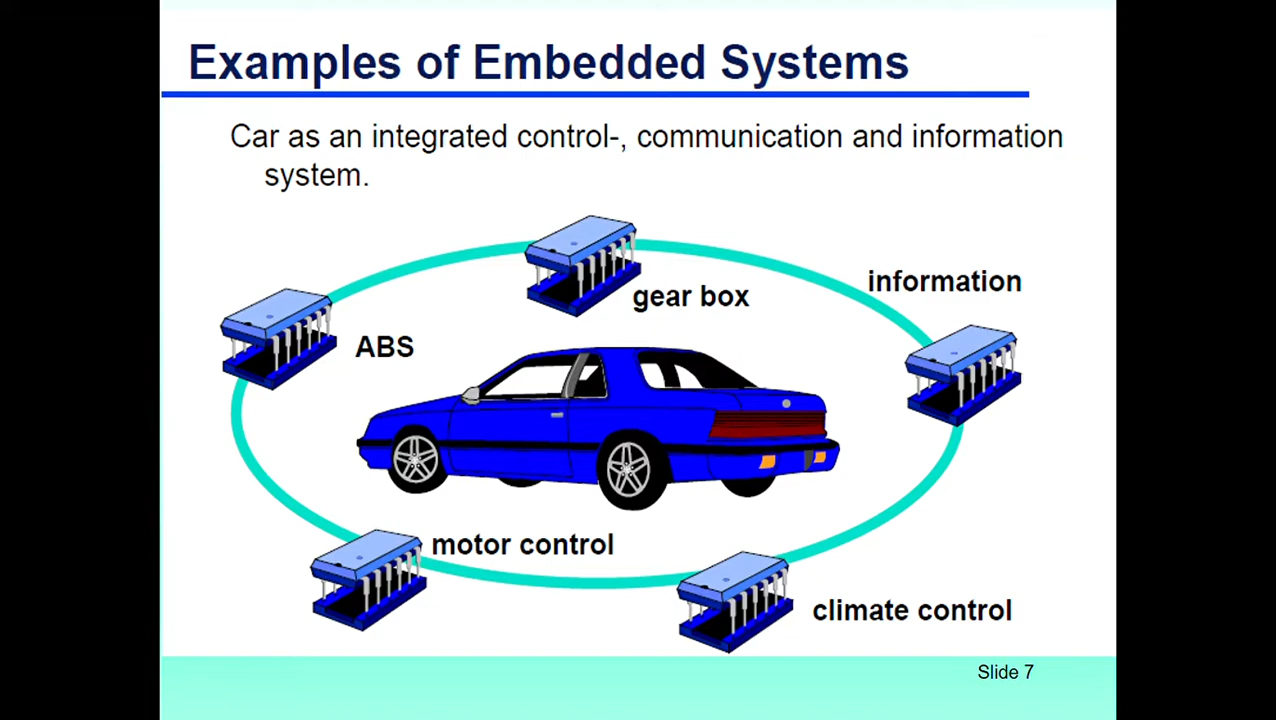 Examples of Embedded Systems
Car as an integrated control-, communication and information
system.
gear box
information
ABS
motor control
climate control
Slide 7